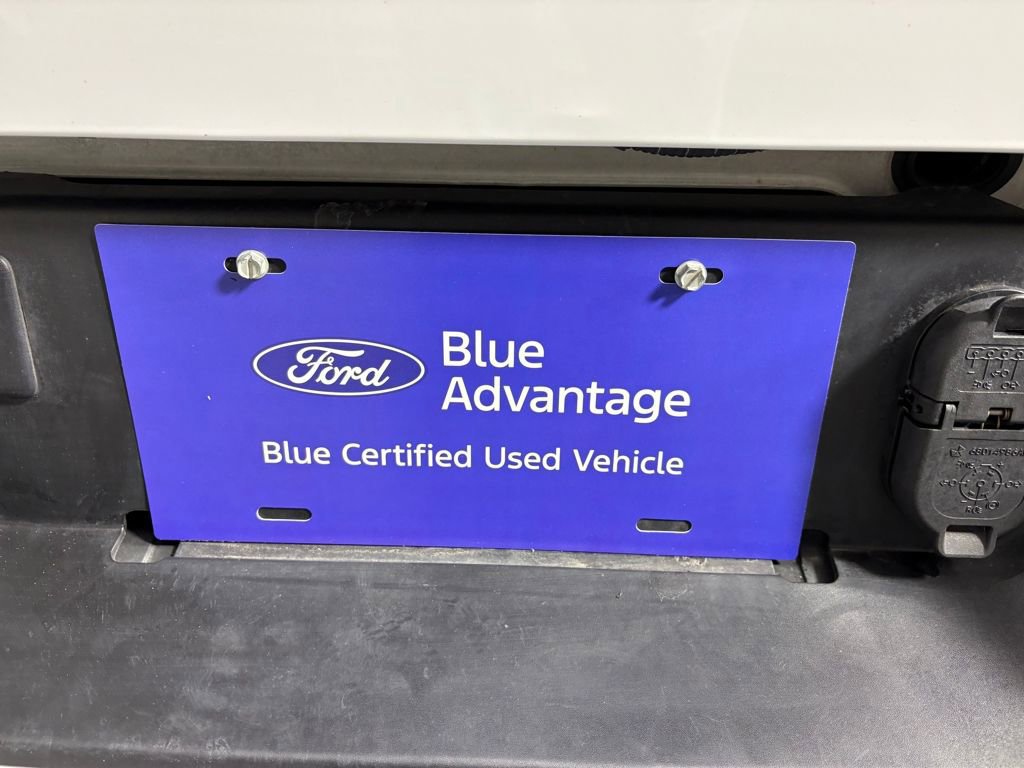 Ford
Blue
Advantage
Blue Certified Used Vehicle